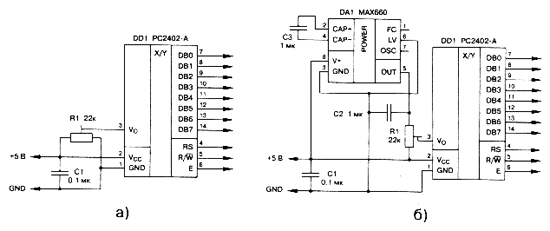 DD1 PC2402-A
X/Y
DB0 7
DB1 8
DB2 9
DB3 10
DB4 11
DB5 12
DB6 13
DB7 14
RS 4
R/W 5
E 6
R1 22к
3 VO
+5 В
2 VCC
1 GND
C1
0.1 мк
GND
а)
DA1 MAX660
C3
1 мк
2 CAP+
4 CAP-
POWER
FC 1
LV 6
OSC 7
8 V+
3 GND
OUT 5
C2 1 мк
R1
22к
DD1 PC2402-A
X/Y
DB0 7
DB1 8
DB2 9
DB3 10
DB4 11
DB5 12
DB6 13
DB7 14
RS 4
R/W
E
3 VO
+5 В
2 VCC
1 GND
C1
0.1 мк
GND
б)